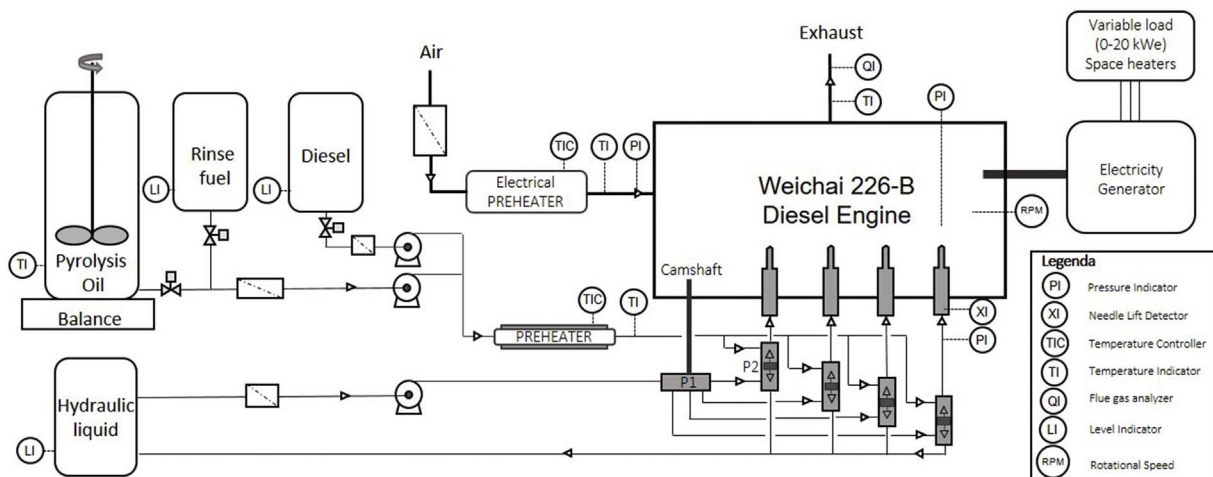 Variable load
(0-20 kWe)
Space heaters
Exhaust
Air
QI
TI
PI
Rinse
fuel
Diesel
LI
LI
TIC
TI
PI
Electrical
PREHEATER
Weichai 226-B
Diesel Engine
Electricity
Generator
RPM
TI
Pyrolysis
Oil
Balance
Camshaft
TIC
TI
PREHEATER
XI
PI
P2
P1
Hydraulic
liquid
LI
Legenda
PI Pressure Indicator
XI Needle Lift Detector
TIC Temperature Controller
TI Temperature Indicator
QI Flue gas analyzer
LI Level Indicator
RPM Rotational Speed